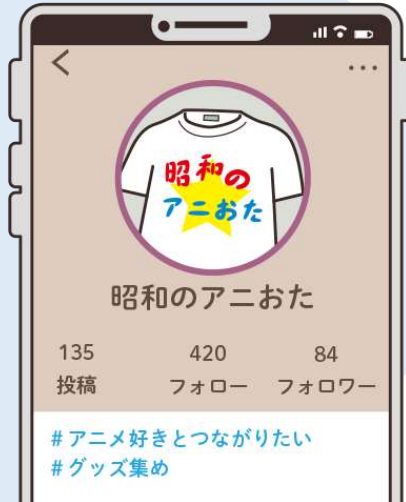 昭和の
アニおた
昭和のアニおた
135 420 84
投稿 フォロー フォロワー
#アニメ好きとつながりたい
#グッズ集め